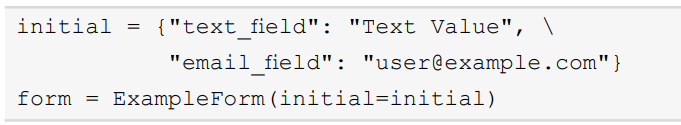 initial = {"text_field": "Text Value", \
"email_field": "user@example.com"}
form = ExampleForm(initial=initial)